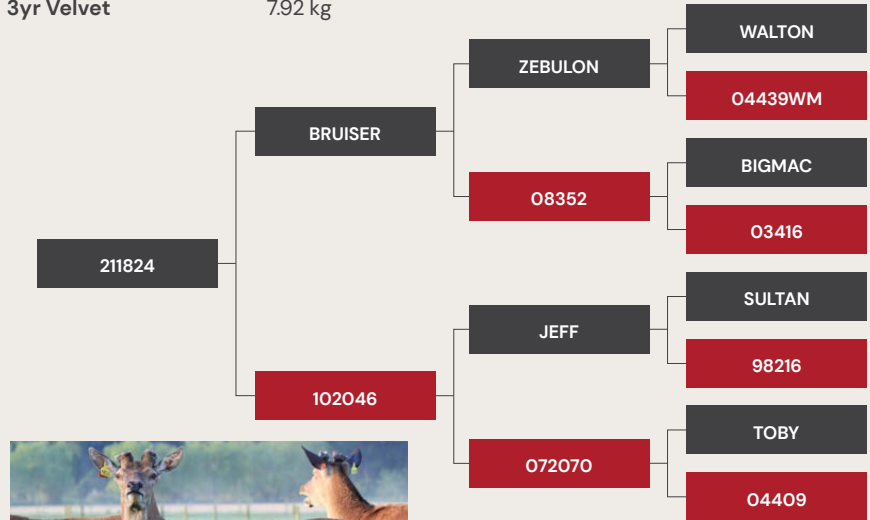 3yr Velvet 7.92 kg
WALTON
ZEBULON
04439WM
BRUISER
BIGMAC
08352
03416
211824
SULTAN
JEFF
98216
102046
TOBY
072070
04409